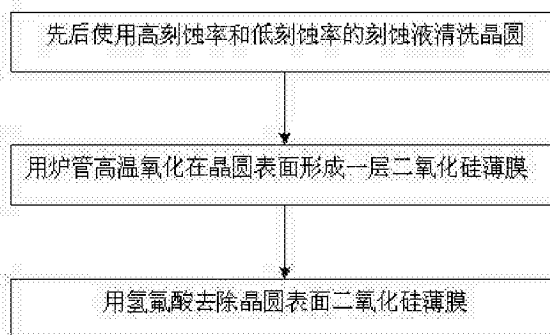 先后使用高刻蚀率和低刻蚀率的刻蚀液清洗晶圆
用炉管高温氧化在晶圆表面形成一层二氧化硅薄膜
用氢氟酸去除晶圆表面二氧化硅薄膜